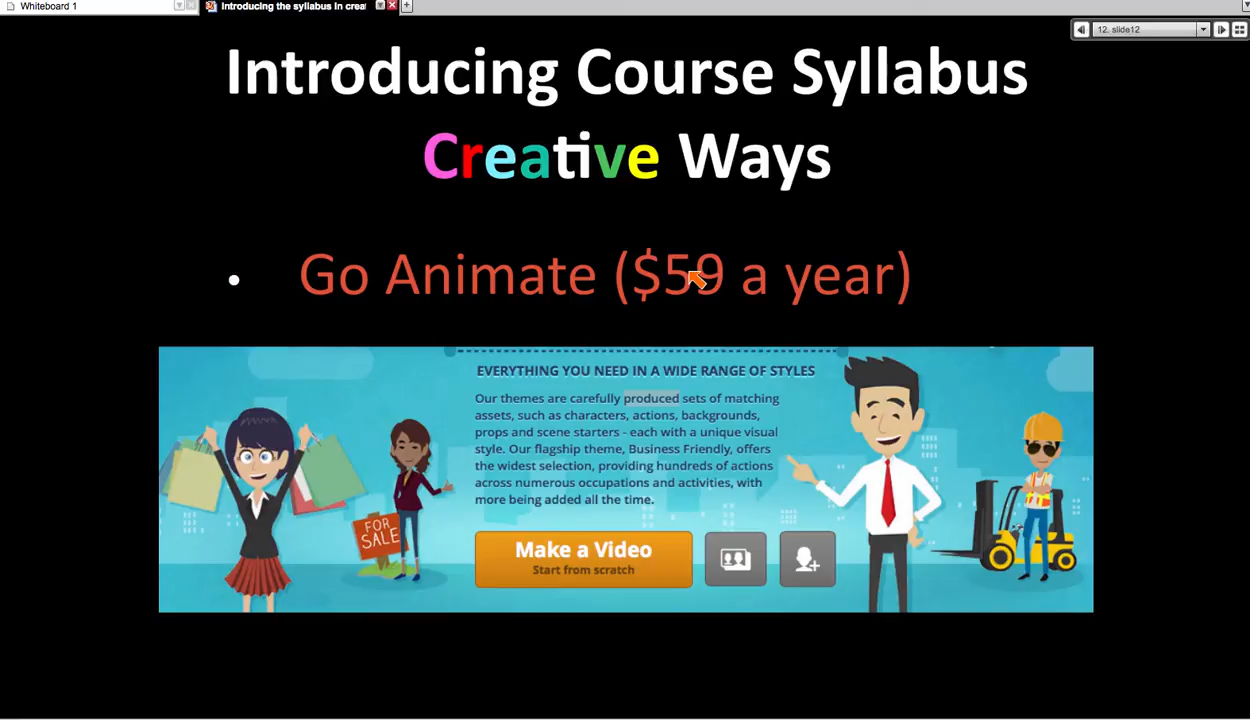 Whiteboard 1
Introducing the syllabus in creat
12. slide12
Introducing Course Syllabus
Creative Ways
• Go Animate ($59 a year)
EVERYTHING YOU NEED IN A WIDE RANGE OF STYLES
Our themes are carefully produced sets of matching
assets, such as characters, actions, backgrounds,
props and scene starters - each with a unique visual
style. Our flagship theme, Business Friendly, offers
the widest selection, providing hundreds of actions
across numerous occupations and activities, with
more being added all the time.
FOR
SALE
Make a Video
Start from scratch